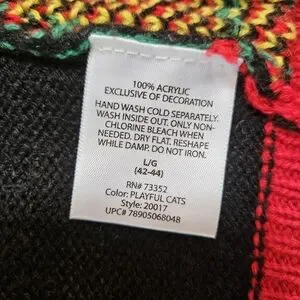 100% ACRYLIC
EXCLUSIVE OF DECORATION
HAND WASH COLD SEPARATELY.
WASH INSIDE OUT. ONLY NON-
CHLORINE BLEACH WHEN
NEEDED. DRY FLAT. RESHAPE
WHILE DAMP. DO NOT IRON.
L/G
(42-44)
RN# 73352
Color: PLAYFUL CATS
Style: 20017
UPC# 78905068048